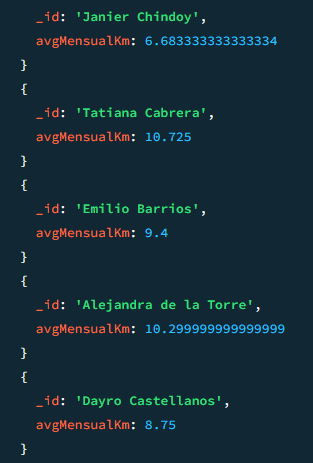 _id: 'Janier Chindoy',
avgMensualKm: 6.683333333333334
}
{
_id: 'Tatiana Cabrera',
avgMensualKm: 10.725
}
{
_id: 'Emilio Barrios',
avgMensualKm: 9.4
}
{
_id: 'Alejandra de la Torre',
avgMensualKm: 10.299999999999999
}
{
_id: 'Dayro Castellanos',
avgMensualKm: 8.75
}